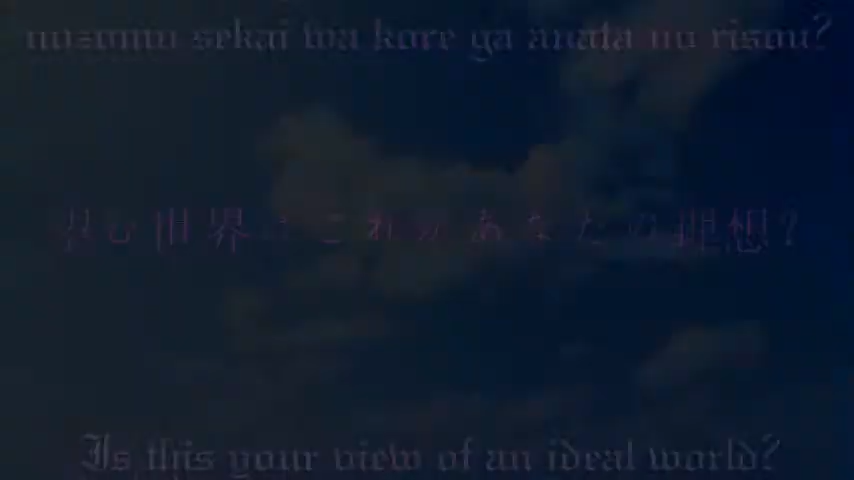 nozomu sekai wa kore ga anata no risou?
望む世界はこれがあなたの理想?
Is this your view of an ideal world?